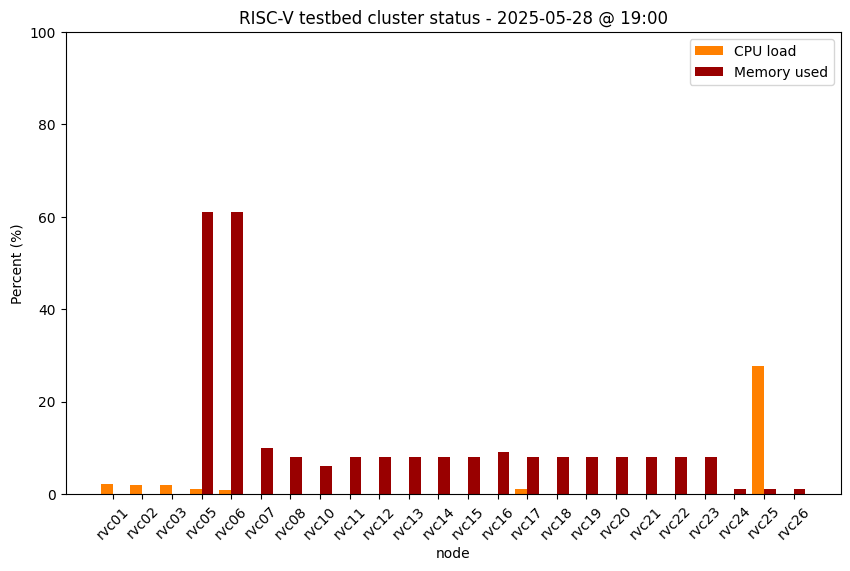 RISC-V testbed cluster status - 2025-05-28 @ 19:00
CPU load
Memory used
Percent (%)
100
80
60
40
20
0
rvc01 rvc02 rvc03 rvc05 rvc06 rvc07 rvc08 rvc10 rvc11 rvc12 rvc13 rvc14 rvc15 rvc16 rvc17 rvc18 rvc19 rvc20 rvc21 rvc22 rvc23 rvc24 rvc25 rvc26
node